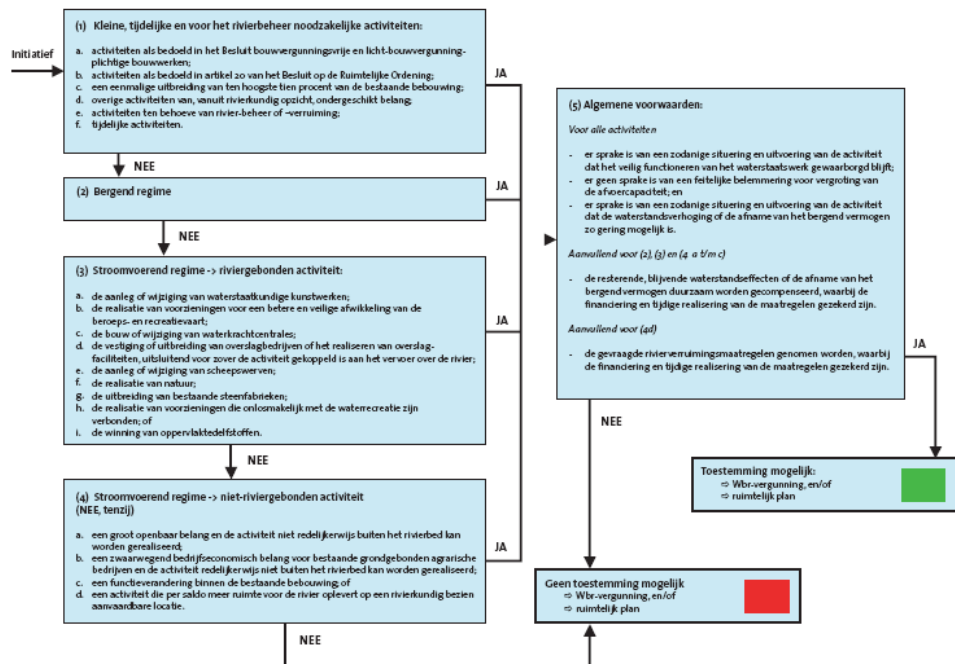 Initiatief
(1) Kleine, tijdelijke en voor het rivierbeheer noodzakelijke activiteiten:
a. activiteiten als bedoeld in het Besluit bouwvergunningsvrije en licht-bouwvergunning-
plichtige bouwwerken;
b. activiteiten als bedoeld in artikel 20 van het Besluit op de Ruimtelijke Ordening;
c. een eenmalige uitbreiding van ten hoogste tien procent van de bestaande bebouwing;
d. overige activiteiten van, vanuit rivierkundig opzicht, ondergeschikt belang;
e. activiteiten ten behoeve van rivier-beheer of –verruiming;
f. tijdelijke activiteiten.
JA
NEE
(2) Bergend regime
JA
NEE
(3) Stroomvoerend regime -> riviergebonden activiteit:
a. de aanleg of wijziging van waterstaatkundige kunstwerken;
b. de realisatie van voorzieningen voor een betere en veilige afwikkeling van de
beroeps- en recreatievaart;
c. de bouw of wijziging van waterkrachtcentrales;
d. de vestiging of uitbreiding van overslagbedrijven of het realiseren van overslag-
faciliteiten, uitsluitend voor zover de activiteit gekoppeld is aan het vervoer over de rivier;
e. de aanleg of wijziging van scheepswerven;
f. de realisatie van natuur;
g. de uitbreiding van bestaande steenfabrieken;
h. de realisatie van voorzieningen die onlosmakelijk met de waterrecreatie zijn
verbonden; of
i. de winning van oppervlaktedelfstoffen.
JA
NEE
(4) Stroomvoerend regime -> niet-riviergebonden activiteit
(NEE, tenzij)
a. een groot openbaar belang en de activiteit niet redelijkerwijs buiten het rivierbed kan
worden gerealiseerd;
b. een zwaarwegend bedrijfseconomisch belang voor bestaande grondgebonden agrarische
bedrijven en de activiteit redelijkerwijs niet buiten het rivierbed kan worden gerealiseerd;
c. een functieverandering binnen de bestaande bebouwing; of
d. een activiteit die per saldo meer ruimte voor de rivier oplevert op een rivierkundig bezien
aanvaardbare locatie.
JA
NEE
(5) Algemene voorwaarden:
Voor alle activiteiten
- er sprake is van een zodanige situering en uitvoering van de activiteit
dat het veilig functioneren van het waterstaatswerk gewaarborgd blijft;
- er geen sprake is van een feitelijke belemmering voor vergroting van
de afvoercapaciteit; en
- er sprake is van een zodanige situering en uitvoering van de activiteit
dat de waterstandsverhoging of de afname van het bergend vermogen
zo gering mogelijk is.
Aanvullend voor (2), (3) en (4 a t/m c)
- de resterende, blijvende waterstandseffecten of de afname van het
bergend vermogen duurzaam worden gecompenseerd, waarbij de
financiering en tijdige realisering van de maatregelen gezekerd zijn.
Aanvullend voor (4d)
- de gevraagde rivierverruimingsmaatregelen genomen worden, waarbij
de financiering en tijdige realisering van de maatregelen gezekerd zijn.
JA
NEE
Toestemming mogelijk:
⇨ Wbr-vergunning, en/of
⇨ ruimtelijk plan
Geen toestemming mogelijk
⇨ Wbr-vergunning, en/of
⇨ ruimtelijk plan